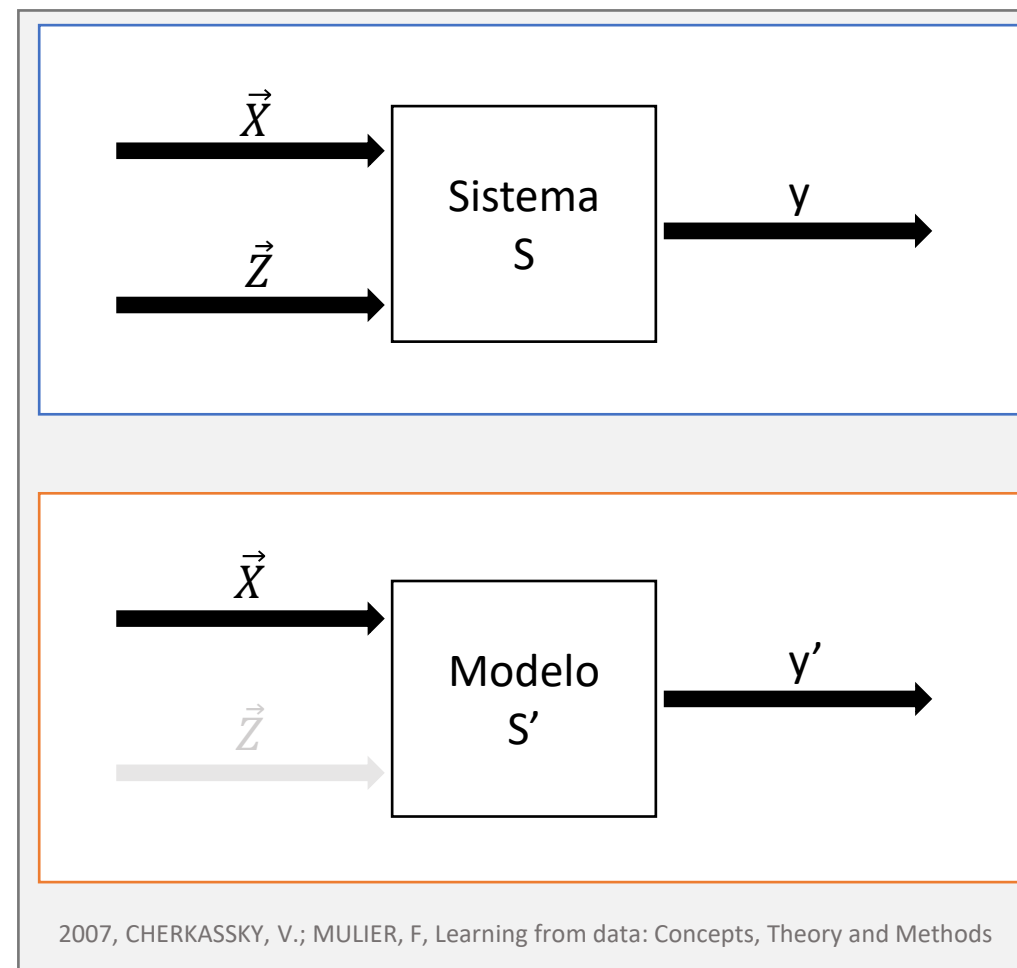 X⃗
Z⃗
Sistema
S
y
X⃗
Z⃗
Modelo
S’
y’
2007, CHERKASSKY, V.; MULIER, F, Learning from data: Concepts, Theory and Methods